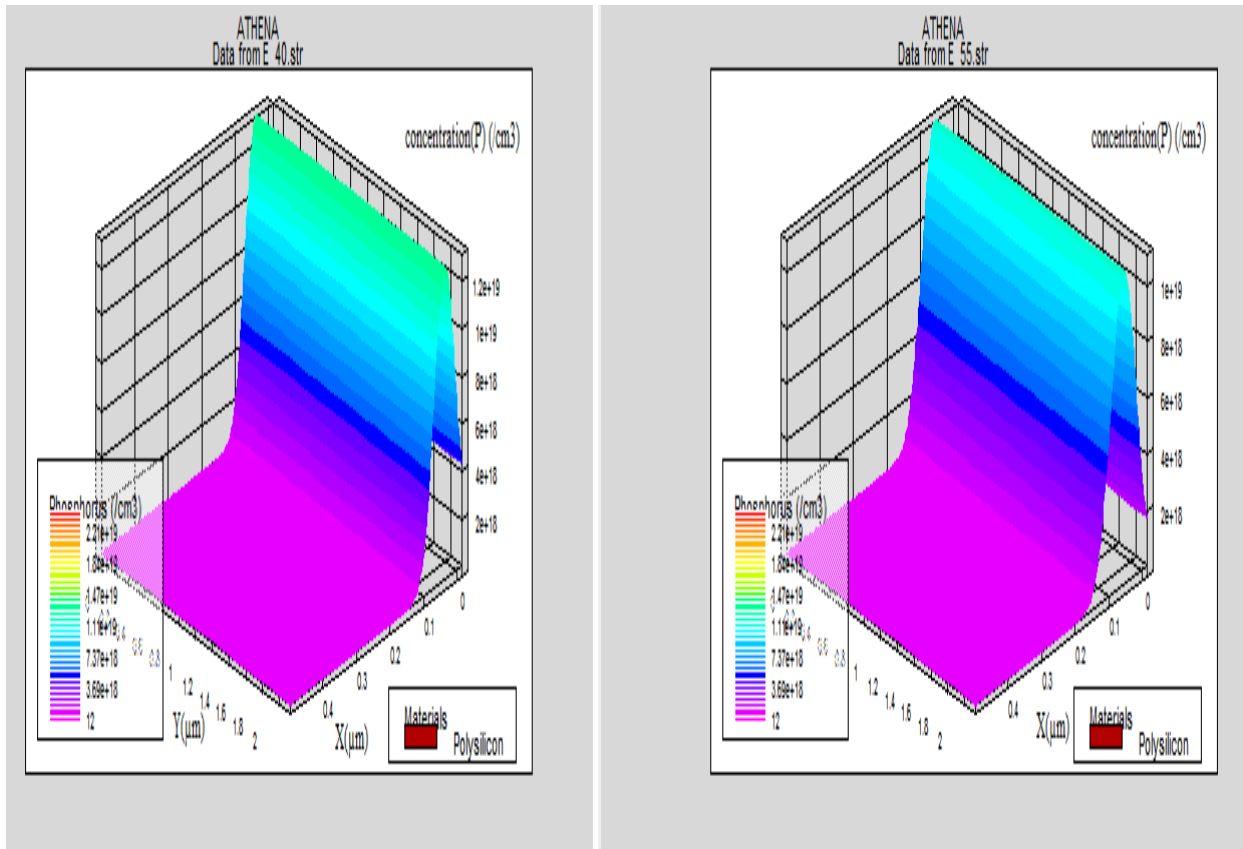 ATHENA
Data from E_40.str
concentration(P) (/cm3)
1.2e+19
1e+19
8e+18
6e+18
4e+18
2e+18
0
0.1
0.2
0.3
0.4
X(μm)
0.8
1
1.2
1.4
1.6
1.8
2
Y(μm)
Phosphorus (/cm3)
2.21e+19
1.84e+19
1.47e+19
1.11e+19
7.37e+18
3.69e+18
12
Materials
Polysilicon
ATHENA
Data from E_55.str
concentration(P) (/cm3)
1e+19
8e+18
6e+18
4e+18
2e+18
0
0.1
0.2
0.3
0.4
X(μm)
0.8
1
1.2
1.4
1.6
1.8
2
Phosphorus (/cm3)
2.21e+19
1.84e+19
1.47e+19
1.11e+19
7.37e+18
3.69e+18
12
Materials
Polysilicon